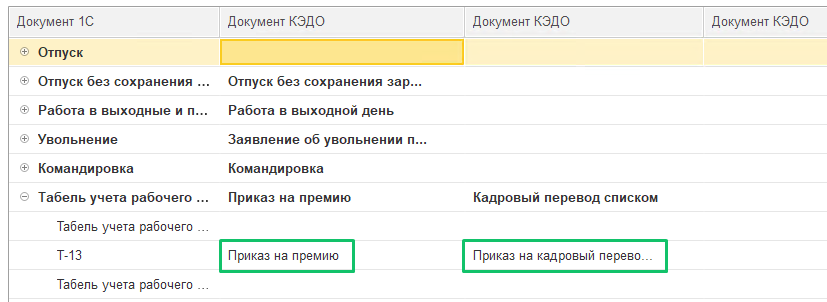 Документ 1С Документ КЭДО Документ КЭДО Документ КЭДО
Отпуск
Отпуск без сохранения ... Отпуск без сохранения зар...
Работа в выходные и п... Работа в выходной день
Увольнение Заявление об увольнении п...
Командировка Командировка
Табель учета рабочего ... Приказ на премию Кадровый перевод списком
Табель учета рабочего ...
Т-13 Приказ на премию Приказ на кадровый перево...
Табель учета рабочего ...